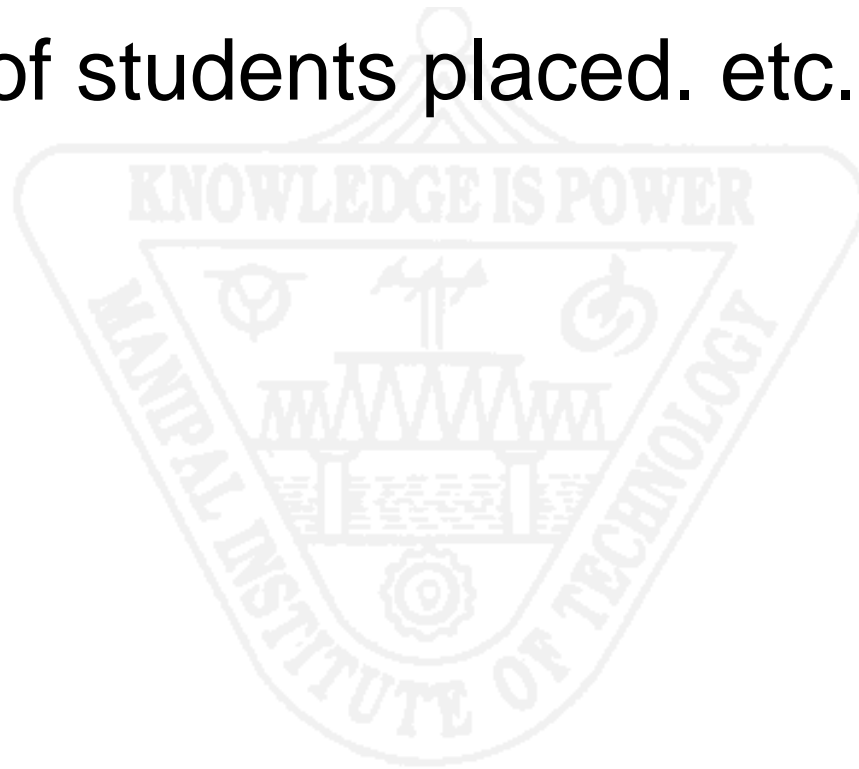 of students placed. etc.
KNOWLEDGE IS POWER
MANIPAL INSTITUTE OF TECHNOLOGY